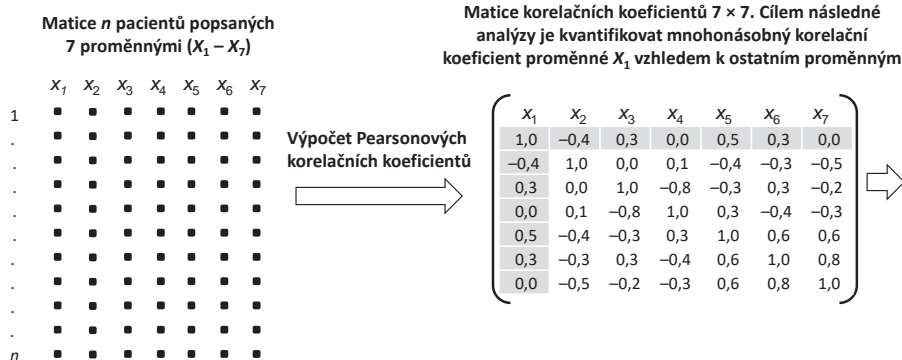 Matice n pacientů popsaných
7 proměnnými (X1 – X7)
x1 x2 x3 x4 x5 x6 x7
1
.
.
.
.
.
.
.
.
n
Výpočet Pearsonových
korelačních koeficientů
Matice korelačních koeficientů 7 × 7. Cílem následné
analýzy je kvantifikovat mnohonásobný korelační
koeficient proměnné X1 vzhledem k ostatním proměnným
x1 x2 x3 x4 x5 x6 x7
1,0 –0,4 0,3 0,0 0,5 0,3 0,0
–0,4 1,0 0,0 0,1 –0,4 –0,3 –0,5
0,3 0,0 1,0 –0,8 –0,3 0,3 –0,2
0,0 0,1 –0,8 1,0 0,3 –0,4 –0,3
0,5 –0,4 –0,3 0,3 1,0 0,6 0,6
0,3 –0,3 0,3 –0,4 0,6 1,0 0,8
0,0 –0,5 –0,2 –0,3 0,6 0,8 1,0